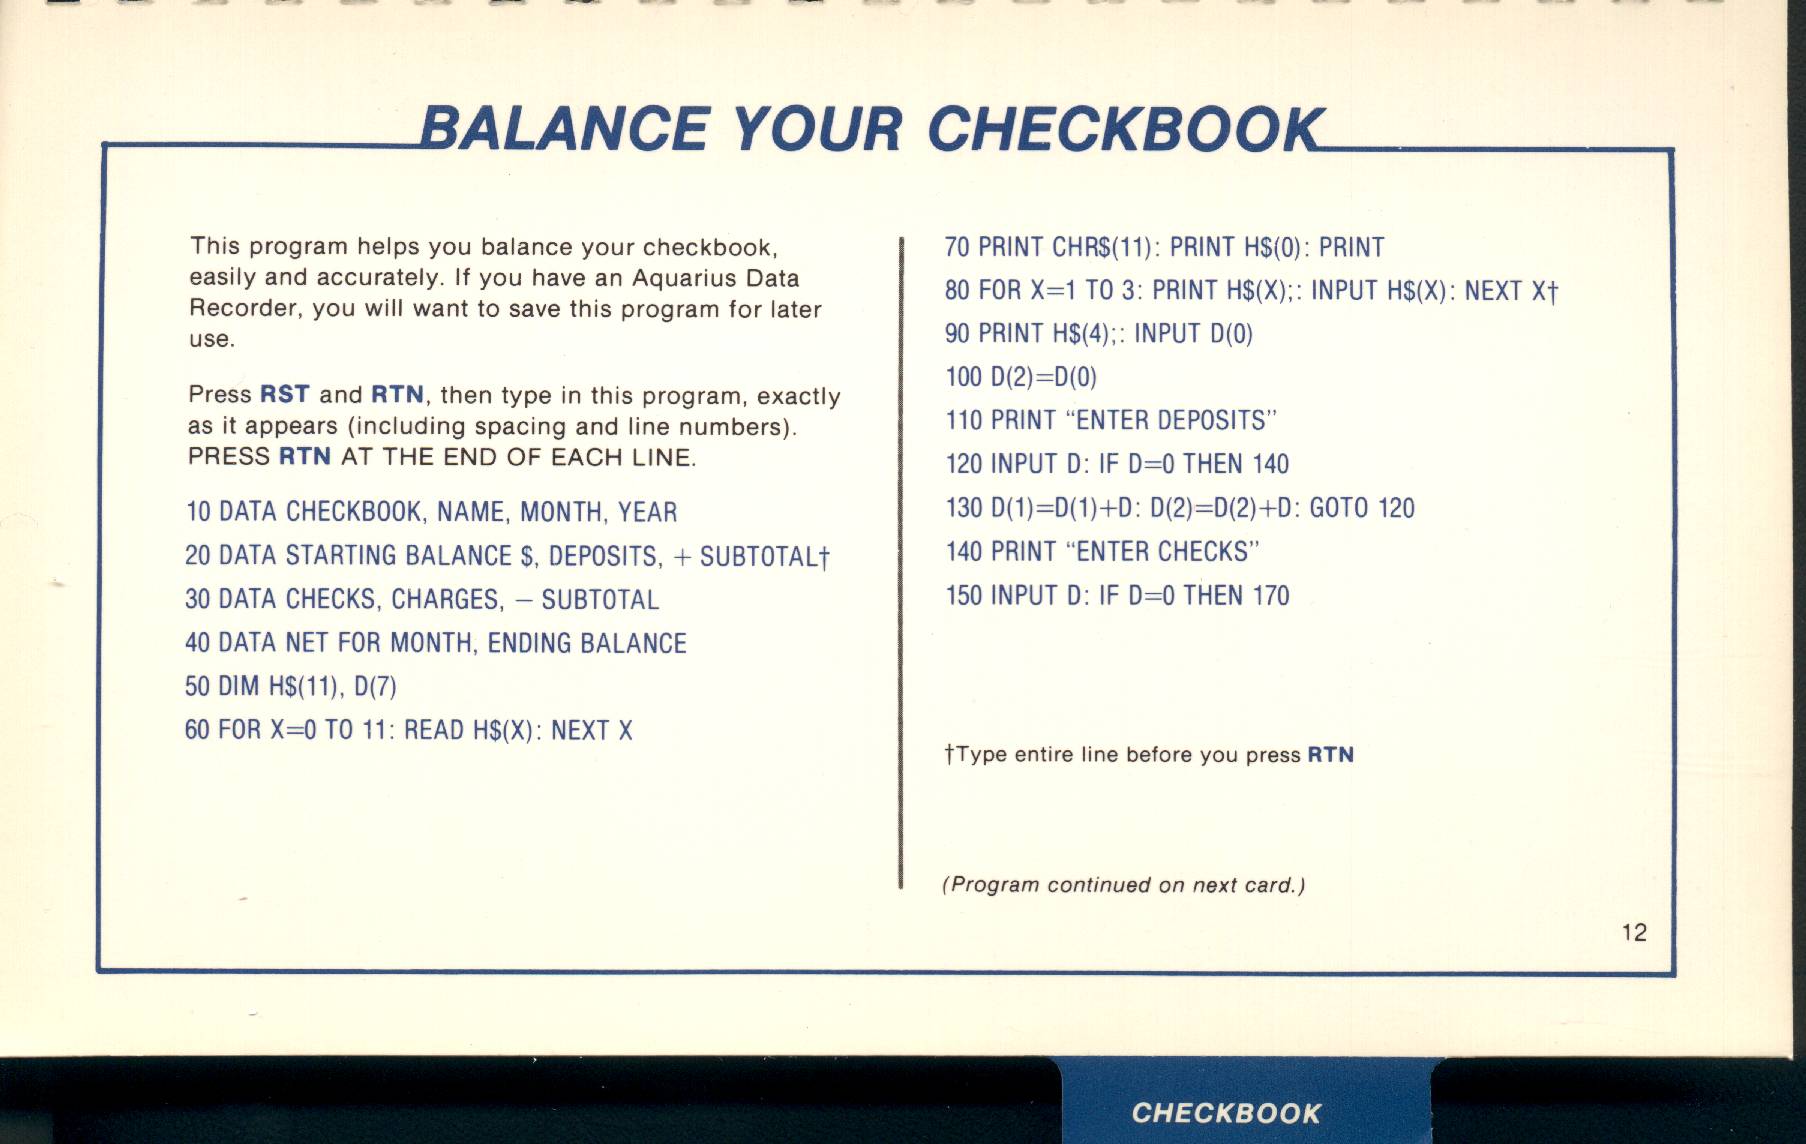 BALANCE YOUR CHECKBOOK
This program helps you balance your checkbook,
easily and accurately. If you have an Aquarius Data
Recorder, you will want to save this program for later
use.
Press RST and RTN, then type in this program, exactly
as it appears (including spacing and line numbers).
PRESS RTN AT THE END OF EACH LINE.
10 DATA CHECKBOOK, NAME, MONTH, YEAR
20 DATA STARTING BALANCE $, DEPOSITS, + SUBTOTAL†
30 DATA CHECKS, CHARGES, – SUBTOTAL
40 DATA NET FOR MONTH, ENDING BALANCE
50 DIM H$(11), D(7)
60 FOR X=0 TO 11: READ H$(X): NEXT X
70 PRINT CHR$(11): PRINT H$(0): PRINT
80 FOR X=1 TO 3: PRINT H$(X);: INPUT H$(X): NEXT X†
90 PRINT H$(4);: INPUT D(0)
100 D(2)=D(0)
110 PRINT “ENTER DEPOSITS”
120 INPUT D: IF D=0 THEN 140
130 D(1)=D(1)+D: D(2)=D(2)+D: GOTO 120
140 PRINT “ENTER CHECKS”
150 INPUT D: IF D=0 THEN 170
†Type entire line before you press RTN
(Program continued on next card.)
12
CHECKBOOK